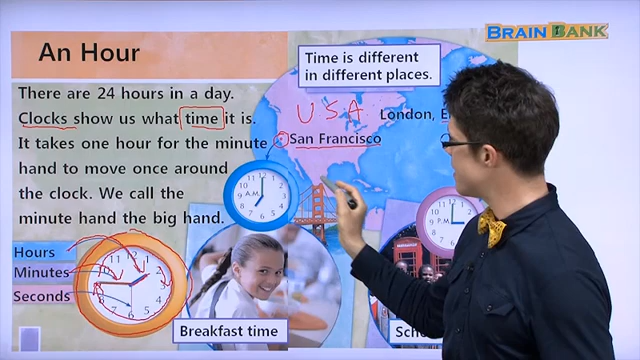 BRAIN BANK
An Hour
There are 24 hours in a day.
Clocks show us what time it is.
It takes one hour for the minute
hand to move once around
the clock. We call the
minute hand the big hand.
Hours
Minutes
Seconds
Time is different
in different places.
USA
London, E
San Francisco
A.M.
P.M.
Breakfast time
Scho